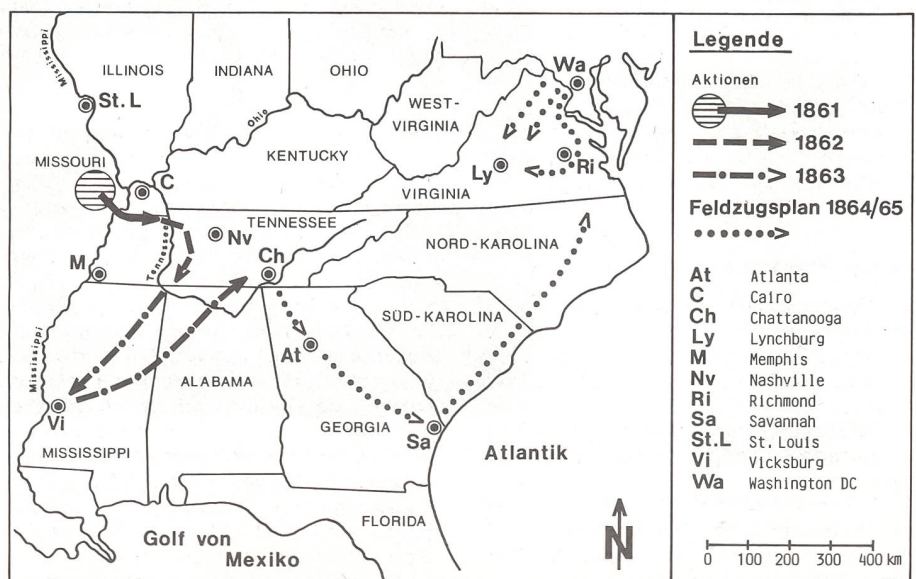 Mississippi
ILLINOIS
INDIANA
OHIO
Wa
St.L
WEST-
VIRGINIA
Ohio
MISSOURI
KENTUCKY
Ly
Ri
C
VIRGINIA
TENNESSEE
Nv
NORD-KAROLINA
Tennessee
Ch
M
SÜD-KAROLINA
At
Mississippi
ALABAMA
Vi
GEORGIA
Sa
MISSISSIPPI
Atlantik
FLORIDA
Golf von
Mexiko
N
Legende
Aktionen
1861
1862
1863
Feldzugsplan 1864/65
At Atlanta
C Cairo
Ch Chattanooga
Ly Lynchburg
M Memphis
Nv Nashville
Ri Richmond
Sa Savannah
St.L St. Louis
Vi Vicksburg
Wa Washington DC
0 100 200 300 400 km